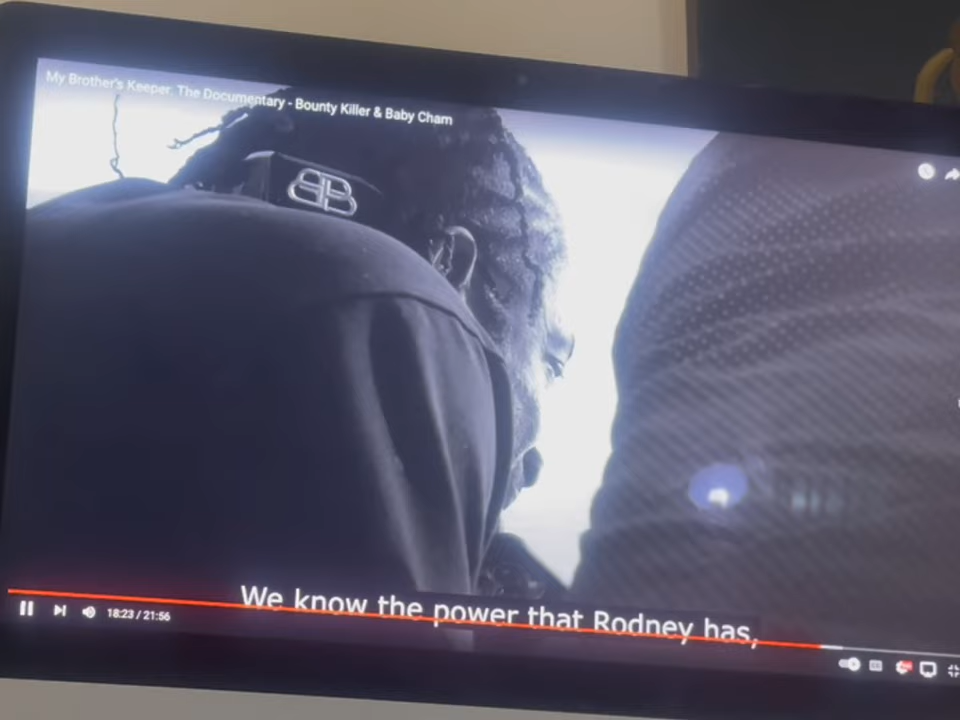 My Brother's Keeper. The Documentary - Bounty Killer & Baby Cham
BB
We know the power that Rodney has,
18:23 / 21:56